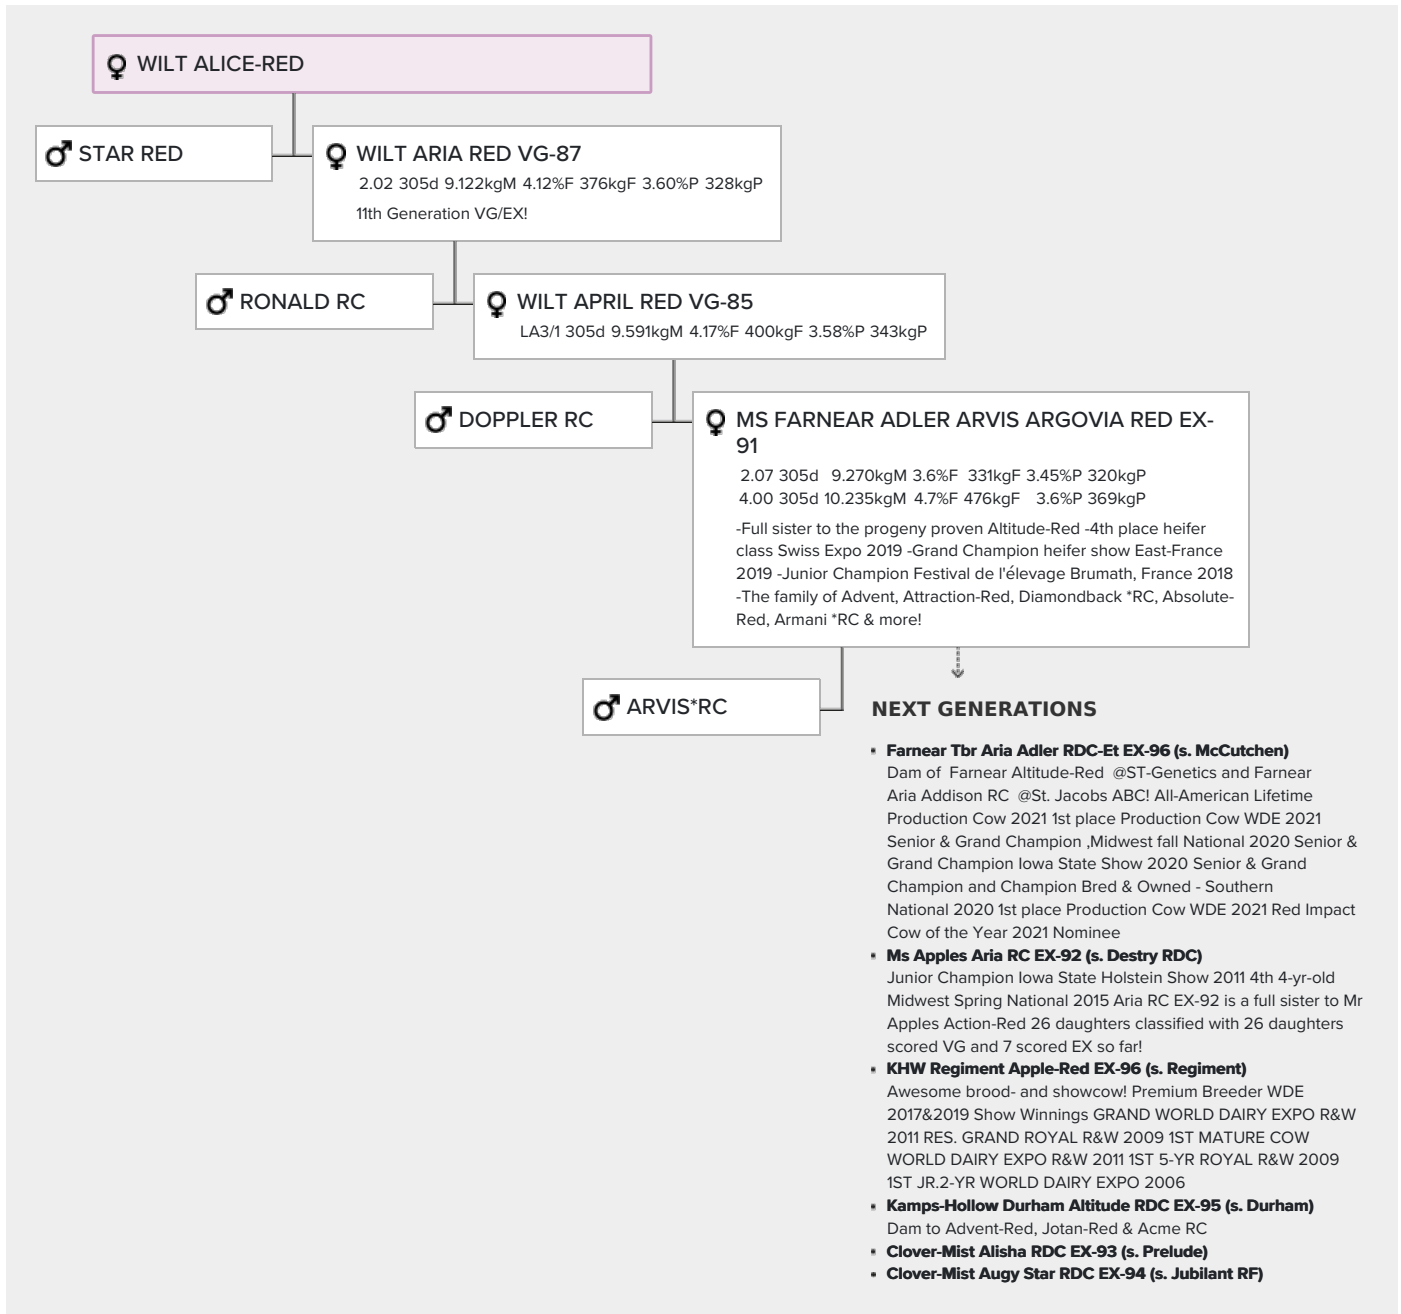 WILT ALICE-RED
STAR RED
WILT ARIA RED VG-87
2.02 305d 9.122kgM 4.12%F 376kgF 3.60%P 328kgP
11th Generation VG/EX!
RONALD RC
WILT APRIL RED VG-85
LA3/1 305d 9.591kgM 4.17%F 400kgF 3.58%P 343kgP
DOPPLER RC
MS FARNEAR ADLER ARVIS ARGOVIA RED EX-
91
2.07 305d 9.270kgM 3.6%F 331kgF 3.45%P 320kgP
4.00 305d 10.235kgM 4.7%F 476kgF 3.6%P 369kgP
-Full sister to the progeny proven Altitude-Red -4th place heifer
class Swiss Expo 2019 -Grand Champion heifer show East-France
2019 -Junior Champion Festival de l'élevage Brumath, France 2018
-The family of Advent, Attraction-Red, Diamondback *RC, Absolute-
Red, Armani *RC & more!
ARVIS*RC
NEXT GENERATIONS
▪ Farnear Tbr Aria Adler RDC-Et EX-96 (s. McCutchen)
Dam of Farnear Altitude-Red @ST-Genetics and Farnear
Aria Addison RC @St. Jacobs ABC! All-American Lifetime
Production Cow 2021 1st place Production Cow WDE 2021
Senior & Grand Champion ,Midwest fall National 2020 Senior &
Grand Champion Iowa State Show 2020 Senior & Grand
Champion and Champion Bred & Owned - Southern
National 2020 1st place Production Cow WDE 2021 Red Impact
Cow of the Year 2021 Nominee
▪ Ms Apples Aria RC EX-92 (s. Destry RDC)
Junior Champion Iowa State Holstein Show 2011 4th 4-yr-old
Midwest Spring National 2015 Aria RC EX-92 is a full sister to Mr
Apples Action-Red 26 daughters classified with 26 daughters
scored VG and 7 scored EX so far!
▪ KHW Regiment Apple-Red EX-96 (s. Regiment)
Awesome brood- and showcow! Premium Breeder WDE
2017&2019 Show Winnings GRAND WORLD DAIRY EXPO R&W
2011 RES. GRAND ROYAL R&W 2009 1ST MATURE COW
WORLD DAIRY EXPO R&W 2011 1ST 5-YR ROYAL R&W 2009
1ST JR.2-YR WORLD DAIRY EXPO 2006
▪ Kamps-Hollow Durham Altitude RDC EX-95 (s. Durham)
Dam to Advent-Red, Jotan-Red & Acme RC
▪ Clover-Mist Alisha RDC EX-93 (s. Prelude)
▪ Clover-Mist Augy Star RDC EX-94 (s. Jubilant RF)